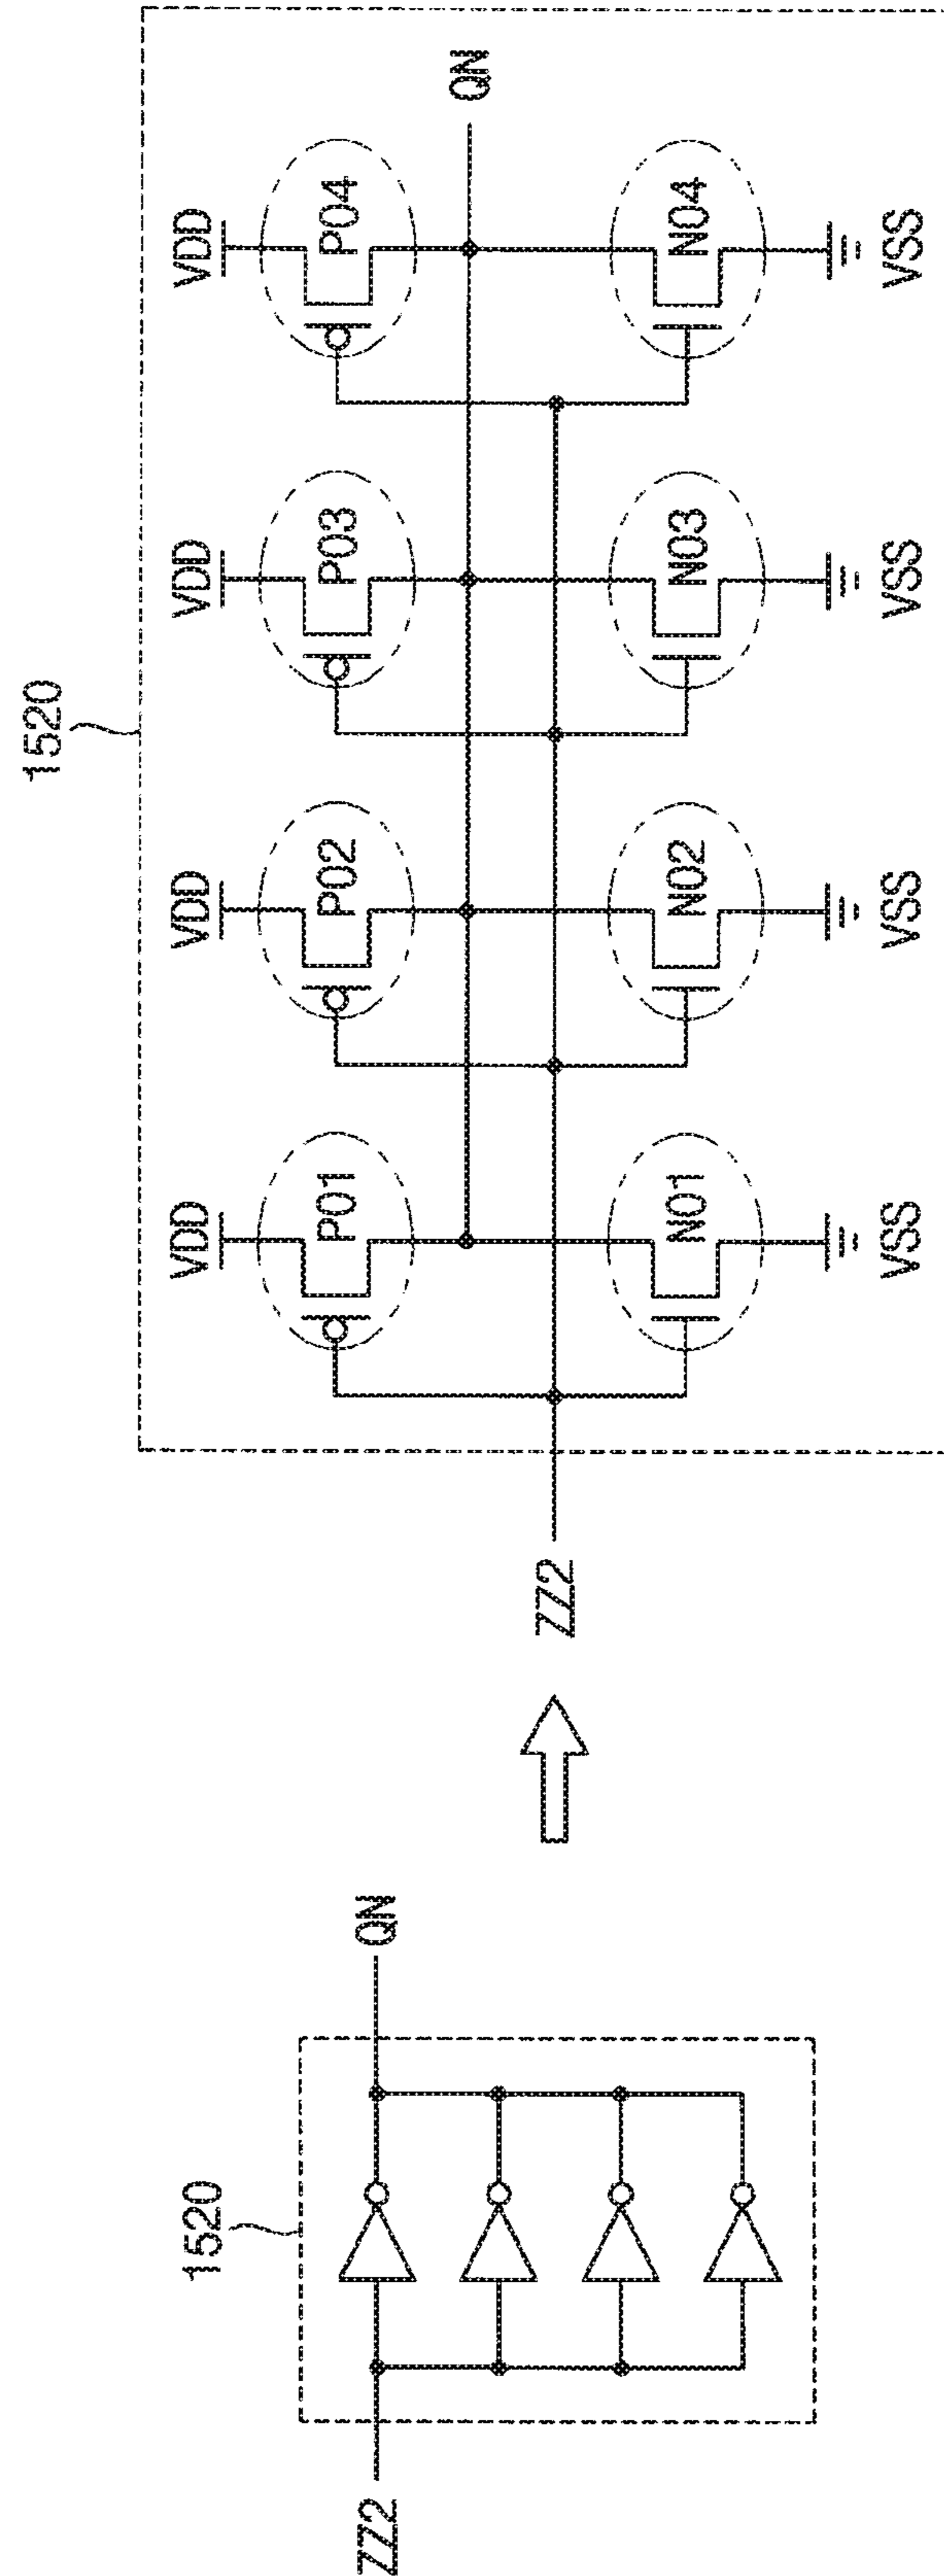 1520
ZZ2
QN
1520
VDD
VDD
VDD
VDD
P01
P02
P03
P04
QN
ZZ2
N01
N02
N03
N04
VSS
VSS
VSS
VSS